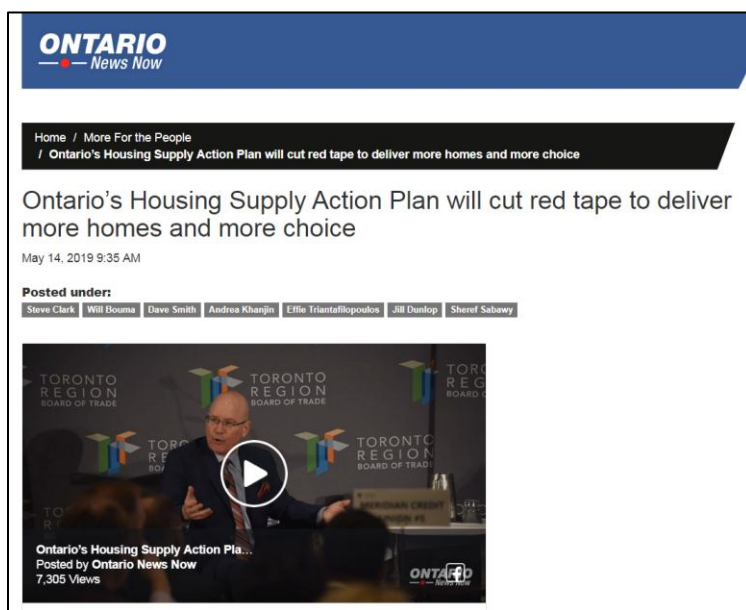 ONTARIO
News Now
Home / More For the People
/ Ontario's Housing Supply Action Plan will cut red tape to deliver more homes and more choice
Ontario's Housing Supply Action Plan will cut red tape to deliver
more homes and more choice
May 14, 2019 9:35 AM
Posted under:
Steve Clark Will Bouma Dave Smith Andrea Khanjin Effie Triantafilopoulos Jill Dunlop Sheref Sabawy
TORONTO
REGION
BOARD OF TRADE
TORONTO
REGION
BOARD OF TRADE
TORONTO
REGION
BOARD OF TRADE
MERIDIAN CREDIT
Ontario's Housing Supply Action Pla...
Posted by Ontario News Now
7,305 Views
ONTARIO
News Now